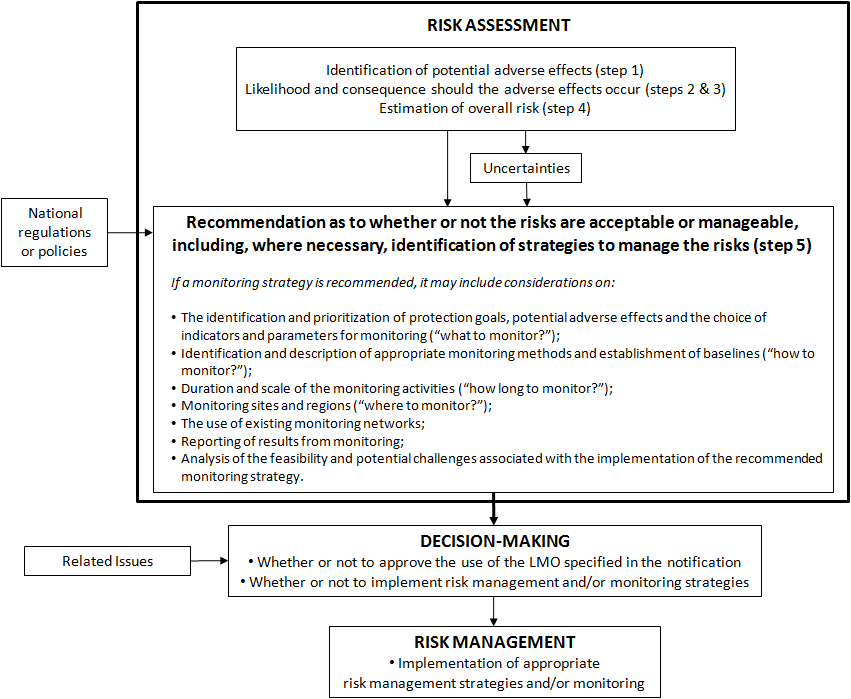 RISK ASSESSMENT
Identification of potential adverse effects (step 1)
Likelihood and consequence should the adverse effects occur (steps 2 & 3)
Estimation of overall risk (step 4)
Uncertainties
National
regulations
or policies
Recommendation as to whether or not the risks are acceptable or manageable,
including, where necessary, identification of strategies to manage the risks (step 5)
If a monitoring strategy is recommended, it may include considerations on:
• The identification and prioritization of protection goals, potential adverse effects and the choice of
indicators and parameters for monitoring (“what to monitor?”);
• Identification and description of appropriate monitoring methods and establishment of baselines (“how to
monitor?”);
• Duration and scale of the monitoring activities (“how long to monitor?”);
• Monitoring sites and regions (“where to monitor?”);
• The use of existing monitoring networks;
• Reporting of results from monitoring;
• Analysis of the feasibility and potential challenges associated with the implementation of the recommended
monitoring strategy.
DECISION-MAKING
• Whether or not to approve the use of the LMO specified in the notification
• Whether or not to implement risk management and/or monitoring strategies
Related Issues
RISK MANAGEMENT
• Implementation of appropriate
risk management strategies and/or monitoring